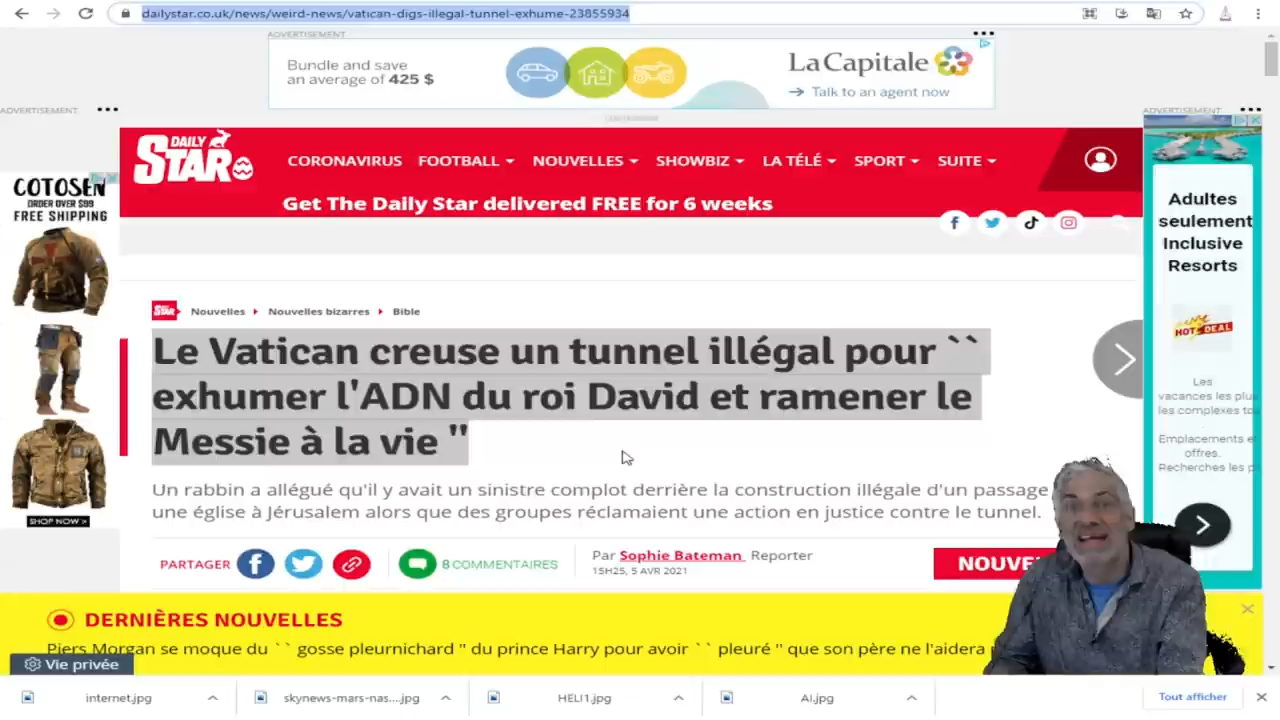 dailystar.co.uk/news/weird-news/vatican-digs-illegal-tunnel-exhume-23855934
ADVERTISEMENT
Bundle and save
an average of 425 $
La Capitale
→ Talk to an agent now
ADVERTISEMENT
ADVERTISEMENT
DAILY
STAR
CORONAVIRUS FOOTBALL NOUVELLES SHOWBIZ LA TÉLÉ SPORT SUITE
Get The Daily Star delivered FREE for 6 weeks
COTOSEN
ORDER OVER $99
FREE SHIPPING
SHOP NOW >
Adultes
seulement
Inclusive
Resorts
HOT DEAL
Les
vacances les plus
les complexes
Emplacements et
offres.
Recherches les
STAR Nouvelles Nouvelles bizarres Bible
Le Vatican creuse un tunnel illégal pour ``
exhumer l'ADN du roi David et ramener le
Messie à la vie ''
Un rabbin a allégué qu'il y avait un sinistre complot derrière la construction illégale d'un passage
une église à Jérusalem alors que des groupes réclamaient une action en justice contre le tunnel.
PARTAGER 8 COMMENTAIRES
Par Sophie Bateman Reporter
15H25, 5 AVR 2021
DERNIÈRES NOUVELLES
Piers Morgan se moque du `` gosse pleurnichard '' du prince Harry pour avoir `` pleuré '' que son père ne l'aidera
Vie privée
internet.jpg skynews-mars-nas....jpg HELI1.jpg AI.jpg Tout afficher